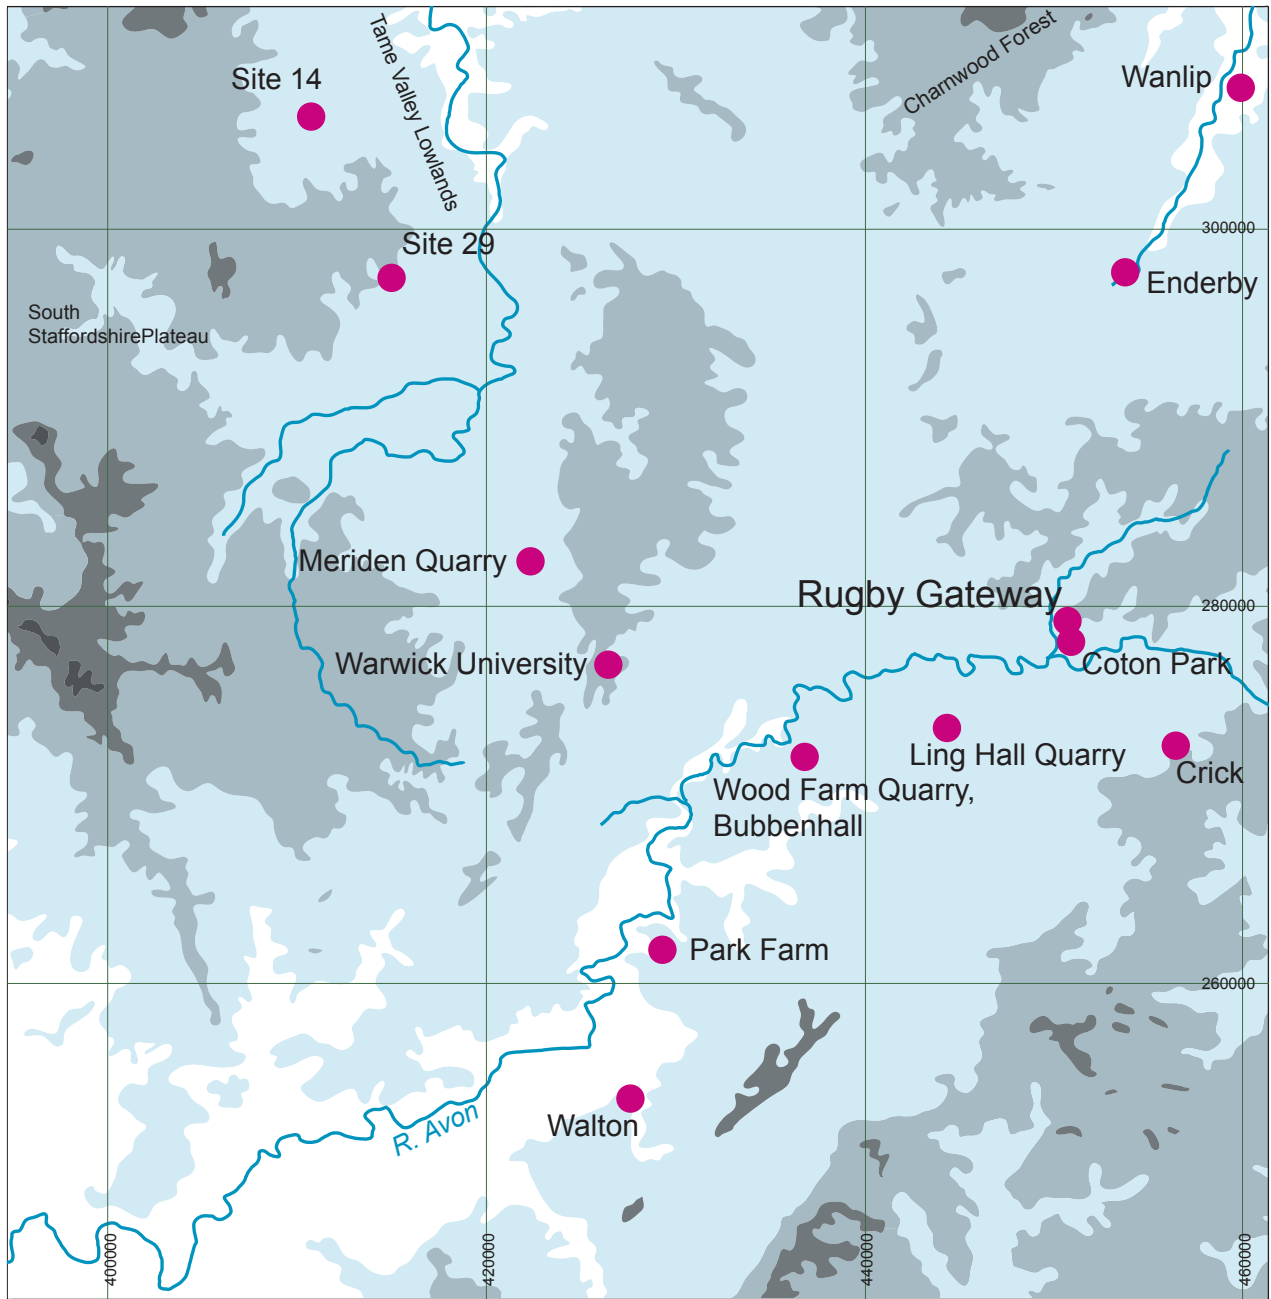 Tame Valley Lowlands
Charnwood Forest
Site 14
Wanlip
300000
Site 29
Enderby
South
StaffordshirePlateau
Meriden Quarry
Rugby Gateway
280000
Warwick University
Coton Park
Ling Hall Quarry
Crick
Wood Farm Quarry,
Bubbenhall
Park Farm
260000
R. Avon
Walton
400000
420000
440000
460000